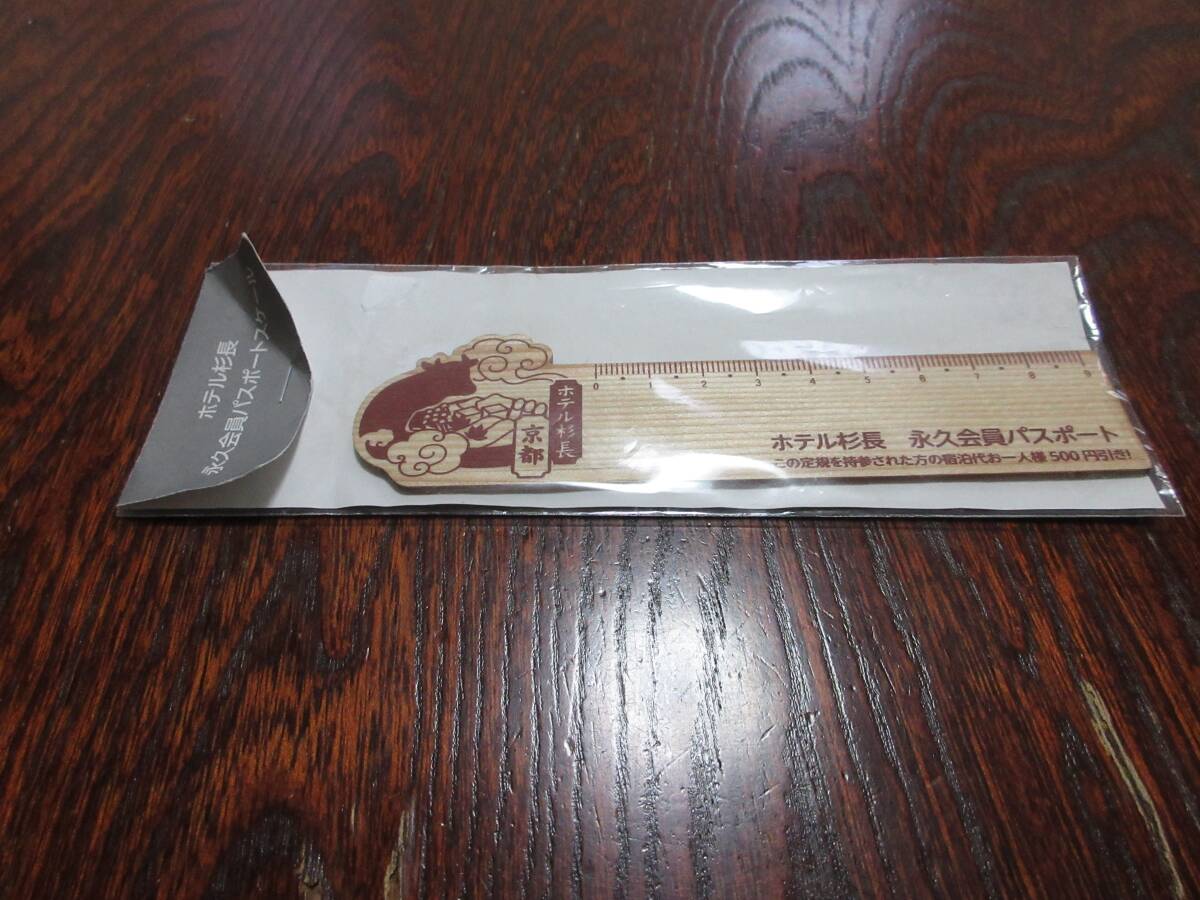 ホテル杉長
永久会員パスポートスケール
ホテル杉長
京都
0 1 2 3 4 5 6 7 8 9
ホテル杉長 永久会員パスポート
この定規を持参された方の宿泊代お一人様500円引き!